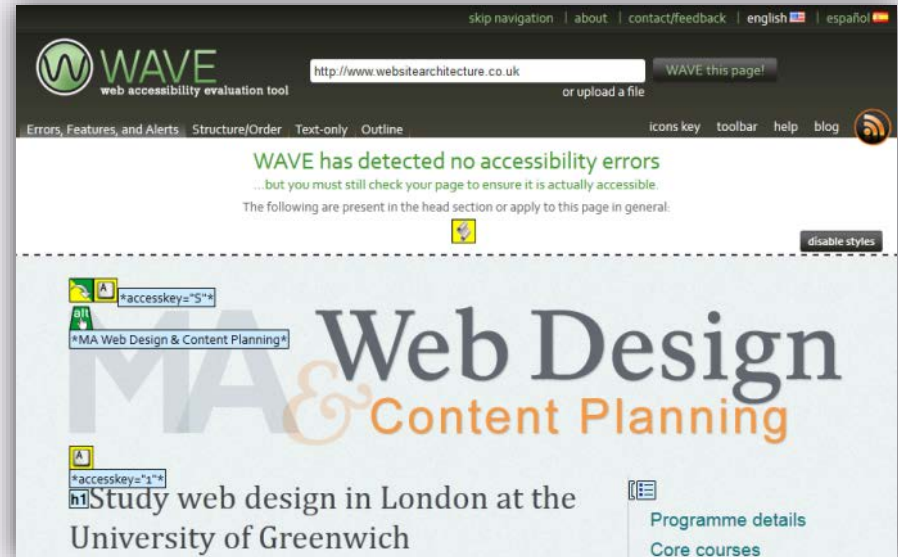 skip navigation | about | contact/feedback | english | español
WAVE
web accessibility evaluation tool
http://www.websitearchitecture.co.uk
WAVE this page!
or upload a file
Errors, Features, and Alerts Structure/Order Text-only Outline
icons key toolbar help blog
WAVE has detected no accessibility errors
...but you must still check your page to ensure it is actually accessible.
The following are present in the head section or apply to this page in general:
disable styles
A *accesskey="S"*
alt
*MA Web Design & Content Planning*
MA & Web Design
Content Planning
A
*accesskey="1"*
h1 Study web design in London at the
University of Greenwich
Programme details
Core courses